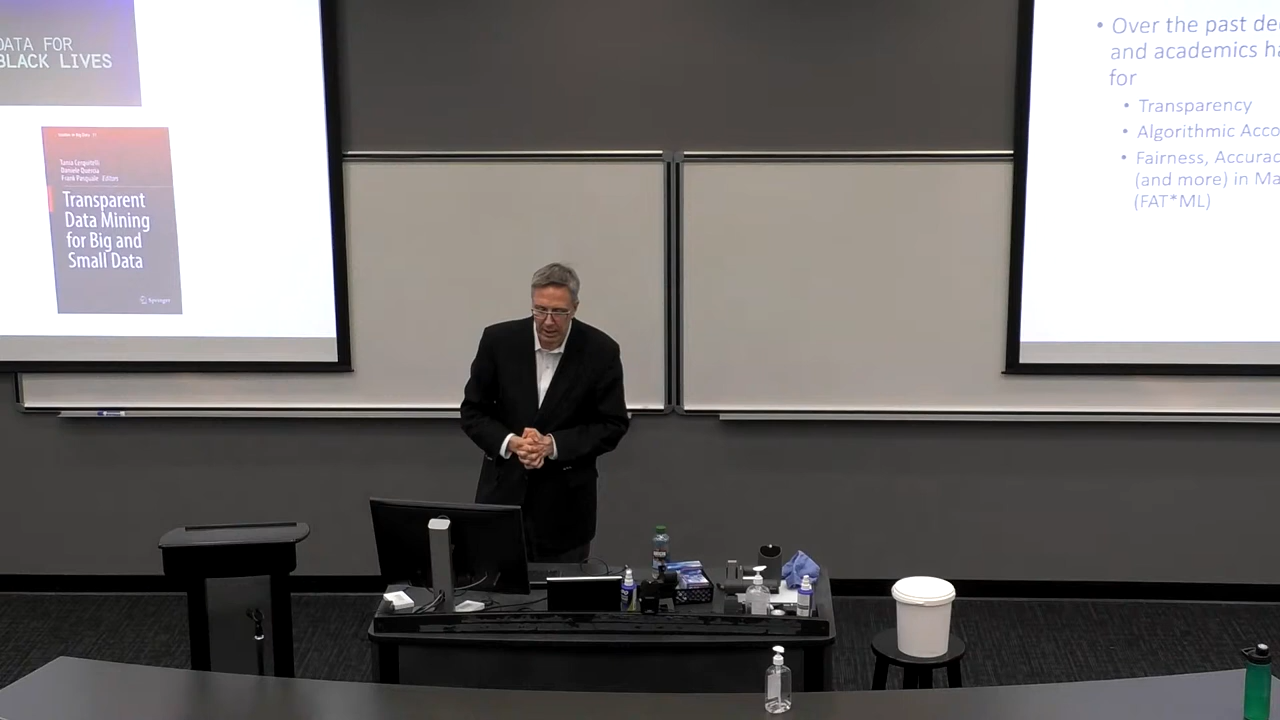 DATA FOR
BLACK LIVES
Tania Cerquitelli
Daniele Quercia
Frank Pasquale Editors
Transparent
Data Mining
for Big and
Small Data
Springer
• Over the past de
and academics ha
for
• Transparency
• Algorithmic Acco
• Fairness, Accurac
(and more) in Ma
(FAT*ML)